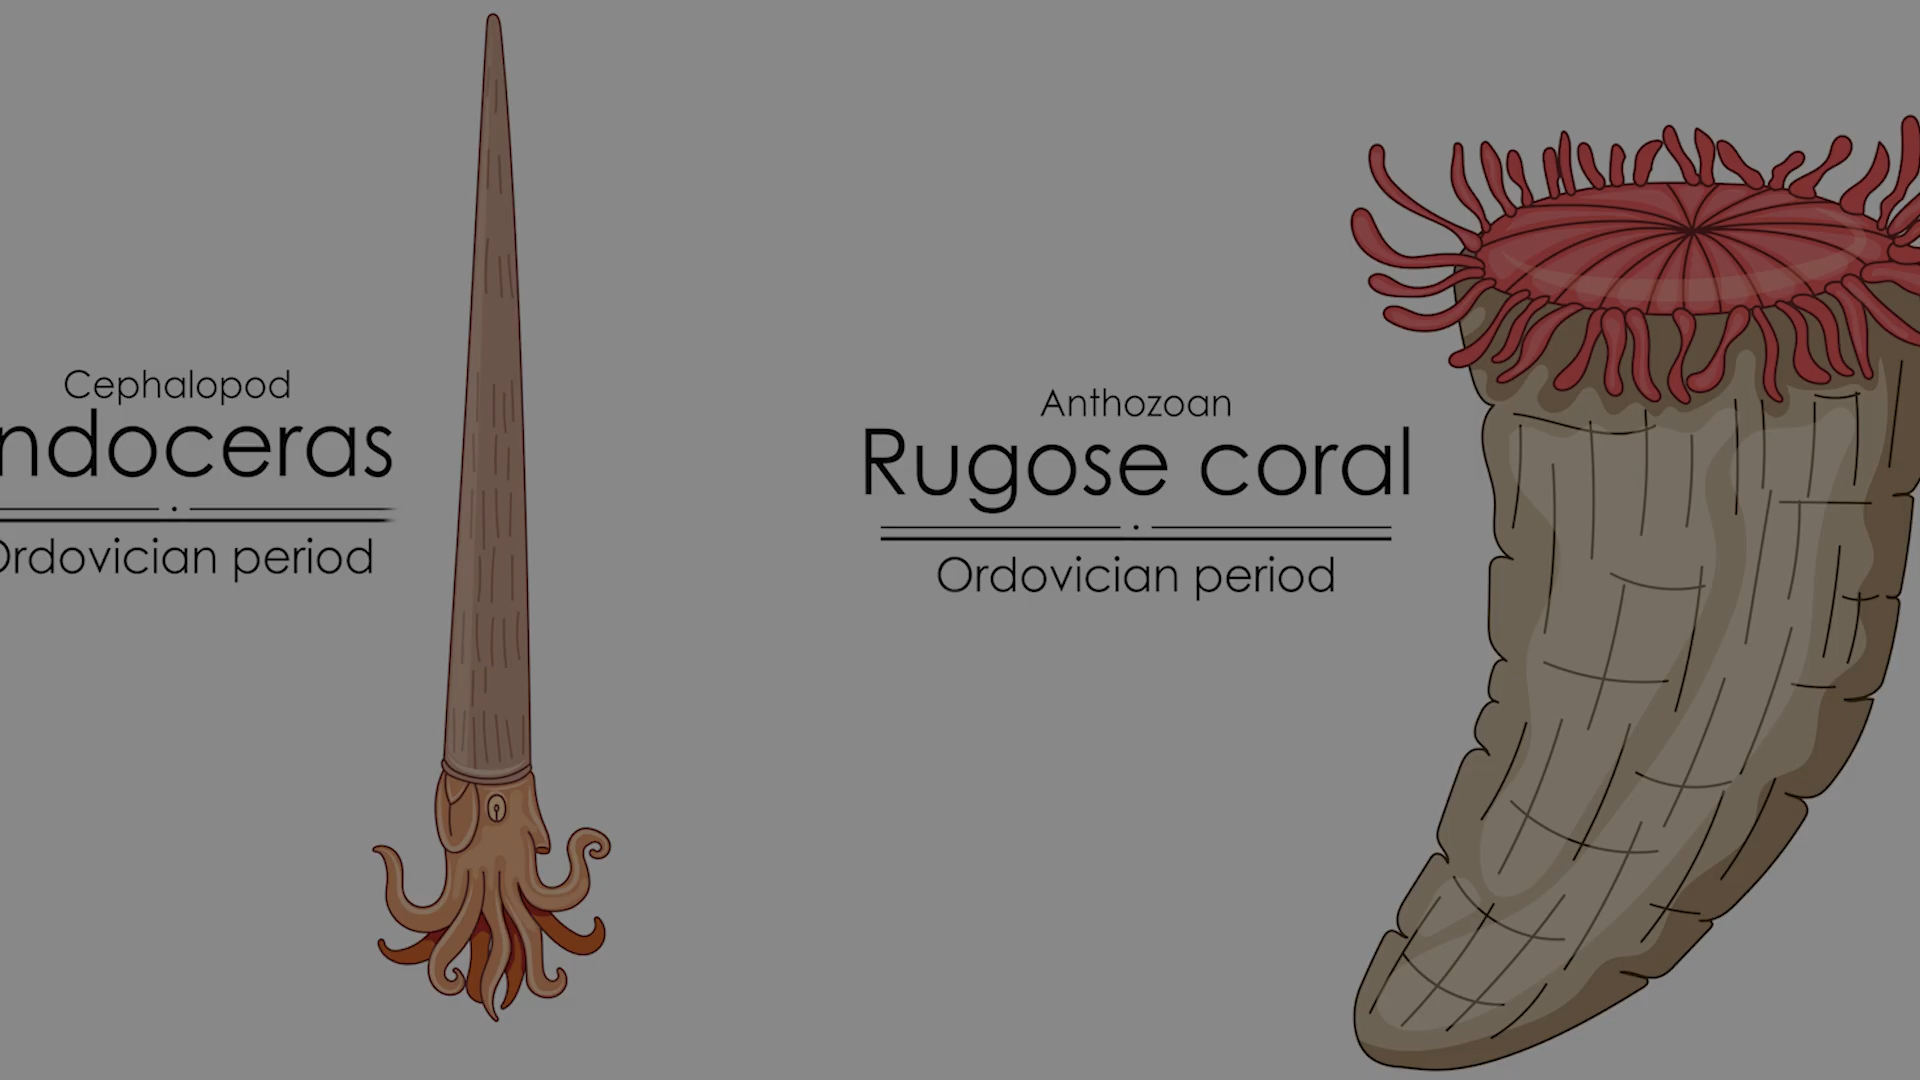 Cephalopod
ndoceras
Ordovician period
Anthozoan
Rugose coral
Ordovician period